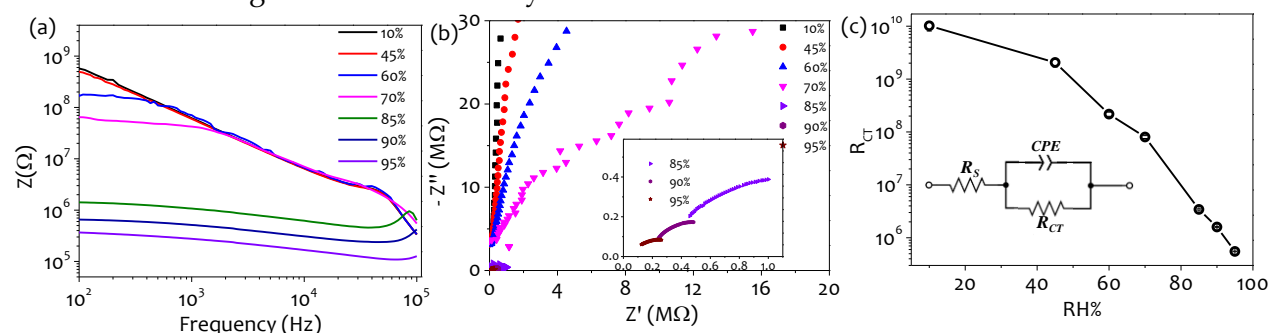 (a)
10%
45%
60%
70%
85%
90%
95%
10⁹
10⁸
10⁷
10⁶
10⁵
Z(Ω)
10² 10³ 10⁴ 10⁵
Frequency (Hz)
(b)
30
20
10
0
- Z'' (MΩ)
10%
45%
60%
70%
85%
90%
95%
0.4
0.2
0.0
85%
90%
95%
0.0 0.2 0.4 0.6 0.8 1.0
0 4 8 12 16 20
Z' (MΩ)
(c)
10¹⁰
10⁹
10⁸
10⁷
10⁶
R_CT
CPE
R_S
R_CT
20 40 60 80 100
RH%